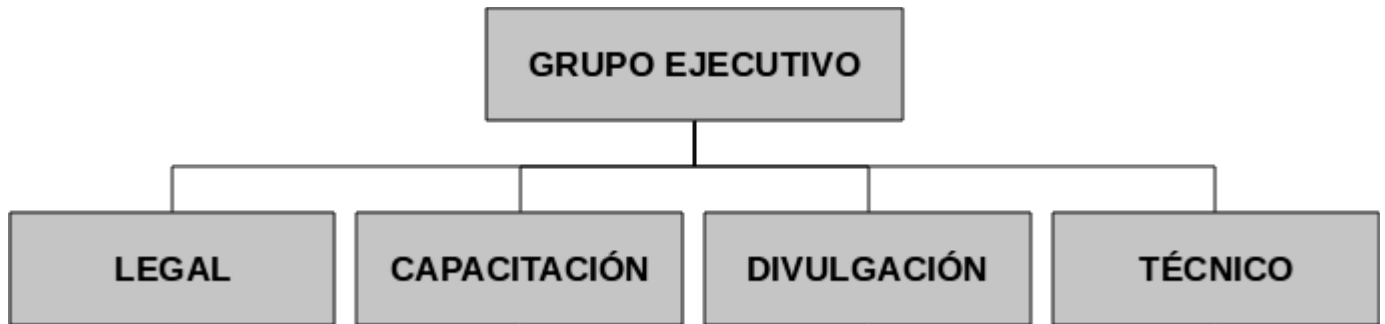 GRUPO EJECUTIVO
LEGAL
CAPACITACIÓN
DIVULGACIÓN
TÉCNICO